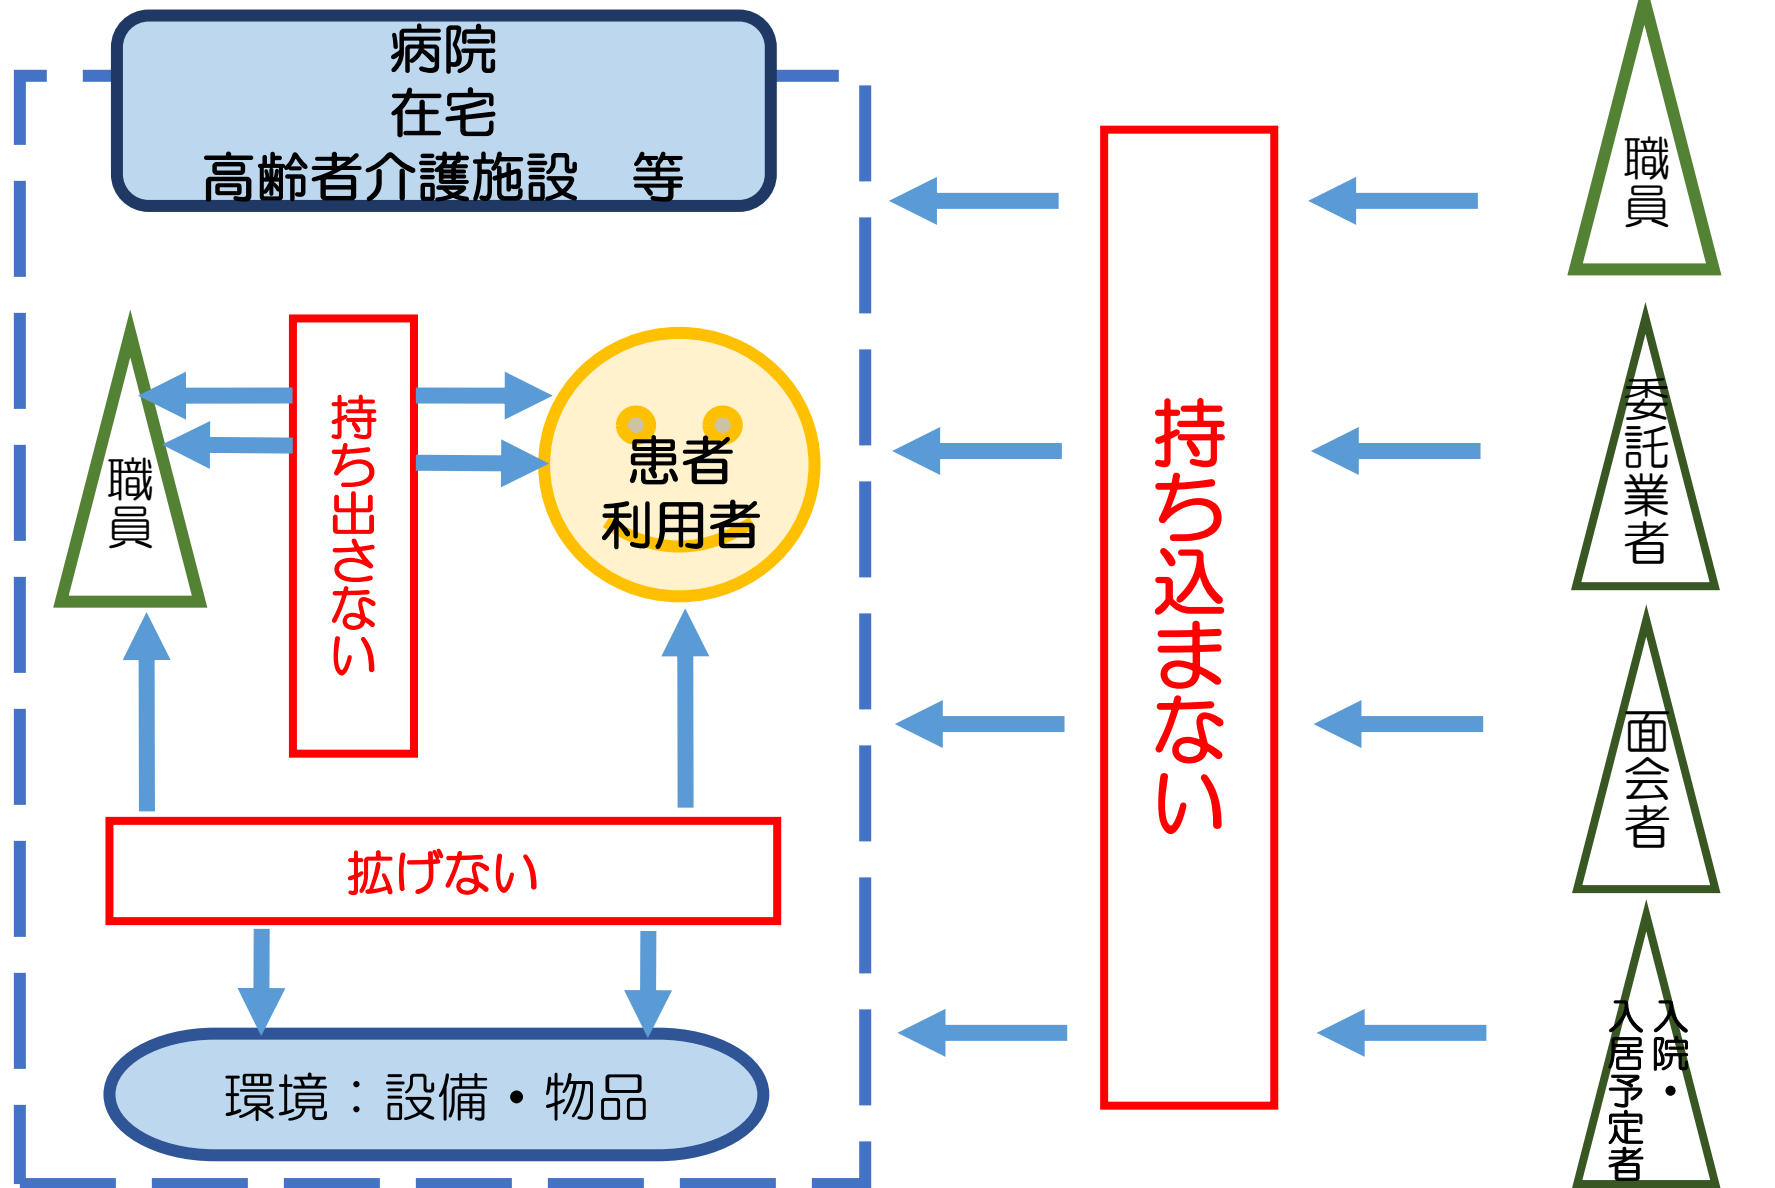 病院
在宅
高齢者介護施設　等
職員
持ち出さない
患者
利用者
拡げない
環境：設備・物品
持ち込まない
職員
委託業者
面会者
入院・
入居予定者